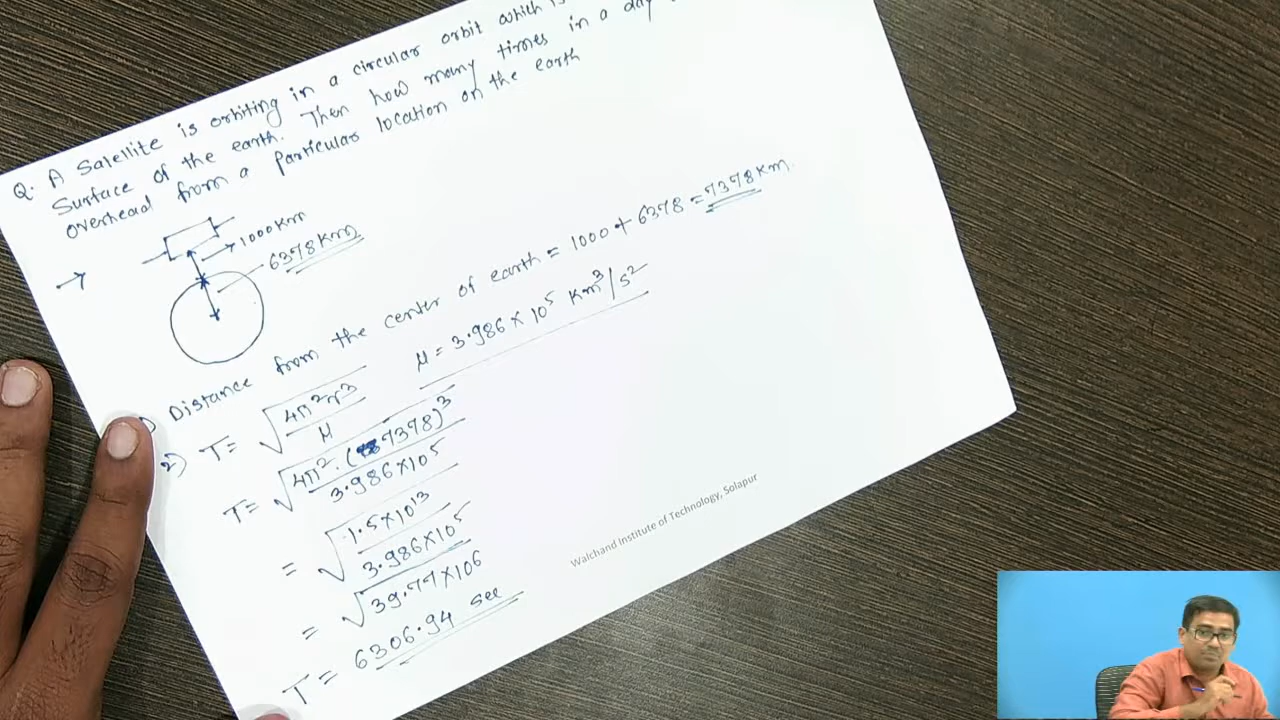 Q. A Satellite is orbiting in a circular orbit which
Surface of the earth. Then how many times in a day
overhead from a particular location on the earth
→ 1000 Km
6378 Km
1) Distance from the center of earth = 1000 + 6378 = 7378 Km.
2) T = √(4π²r³ / μ) μ = 3.986 × 10⁵ Km³/s²
T = √(4π².(7378)³ / 3.986×10⁵)
= √(1.5×10¹³ / 3.986×10⁵)
= √(39.77×106)
T = 6306.94 sec
Walchand Institute of Technology, Solapur